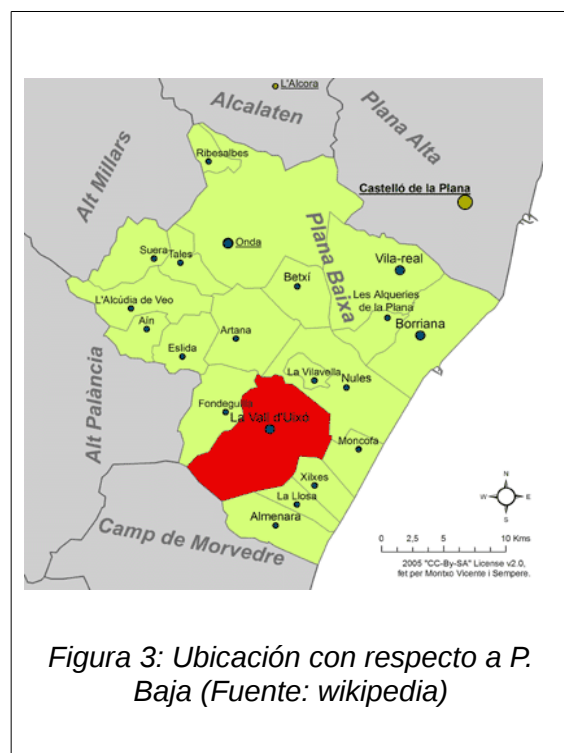 L'Alcora
Alcalaten
Plana Alta
Ribesalbes
Alt Millars
Castelló de la Plana
Plana Baixa
Onda
Suera
Tales
Vila-real
Betxí
L'Alcúdia de Veo
Les Alqueries
de la Plana
Aín
Borriana
Artana
Eslida
La Vilavella
Nules
Alt Palància
Fondeguilla
La Vall d'Uixó
Moncofa
Xilxes
La Llosa
Almenara
Camp de Morvedre
N
W
E
S
0 2,5 5 10 Kms
2005 "CC-By-SA" License v2.0,
fet per Montxo Vicente i Sempere.
Figura 3: Ubicación con respecto a P.
Baja (Fuente: wikipedia)